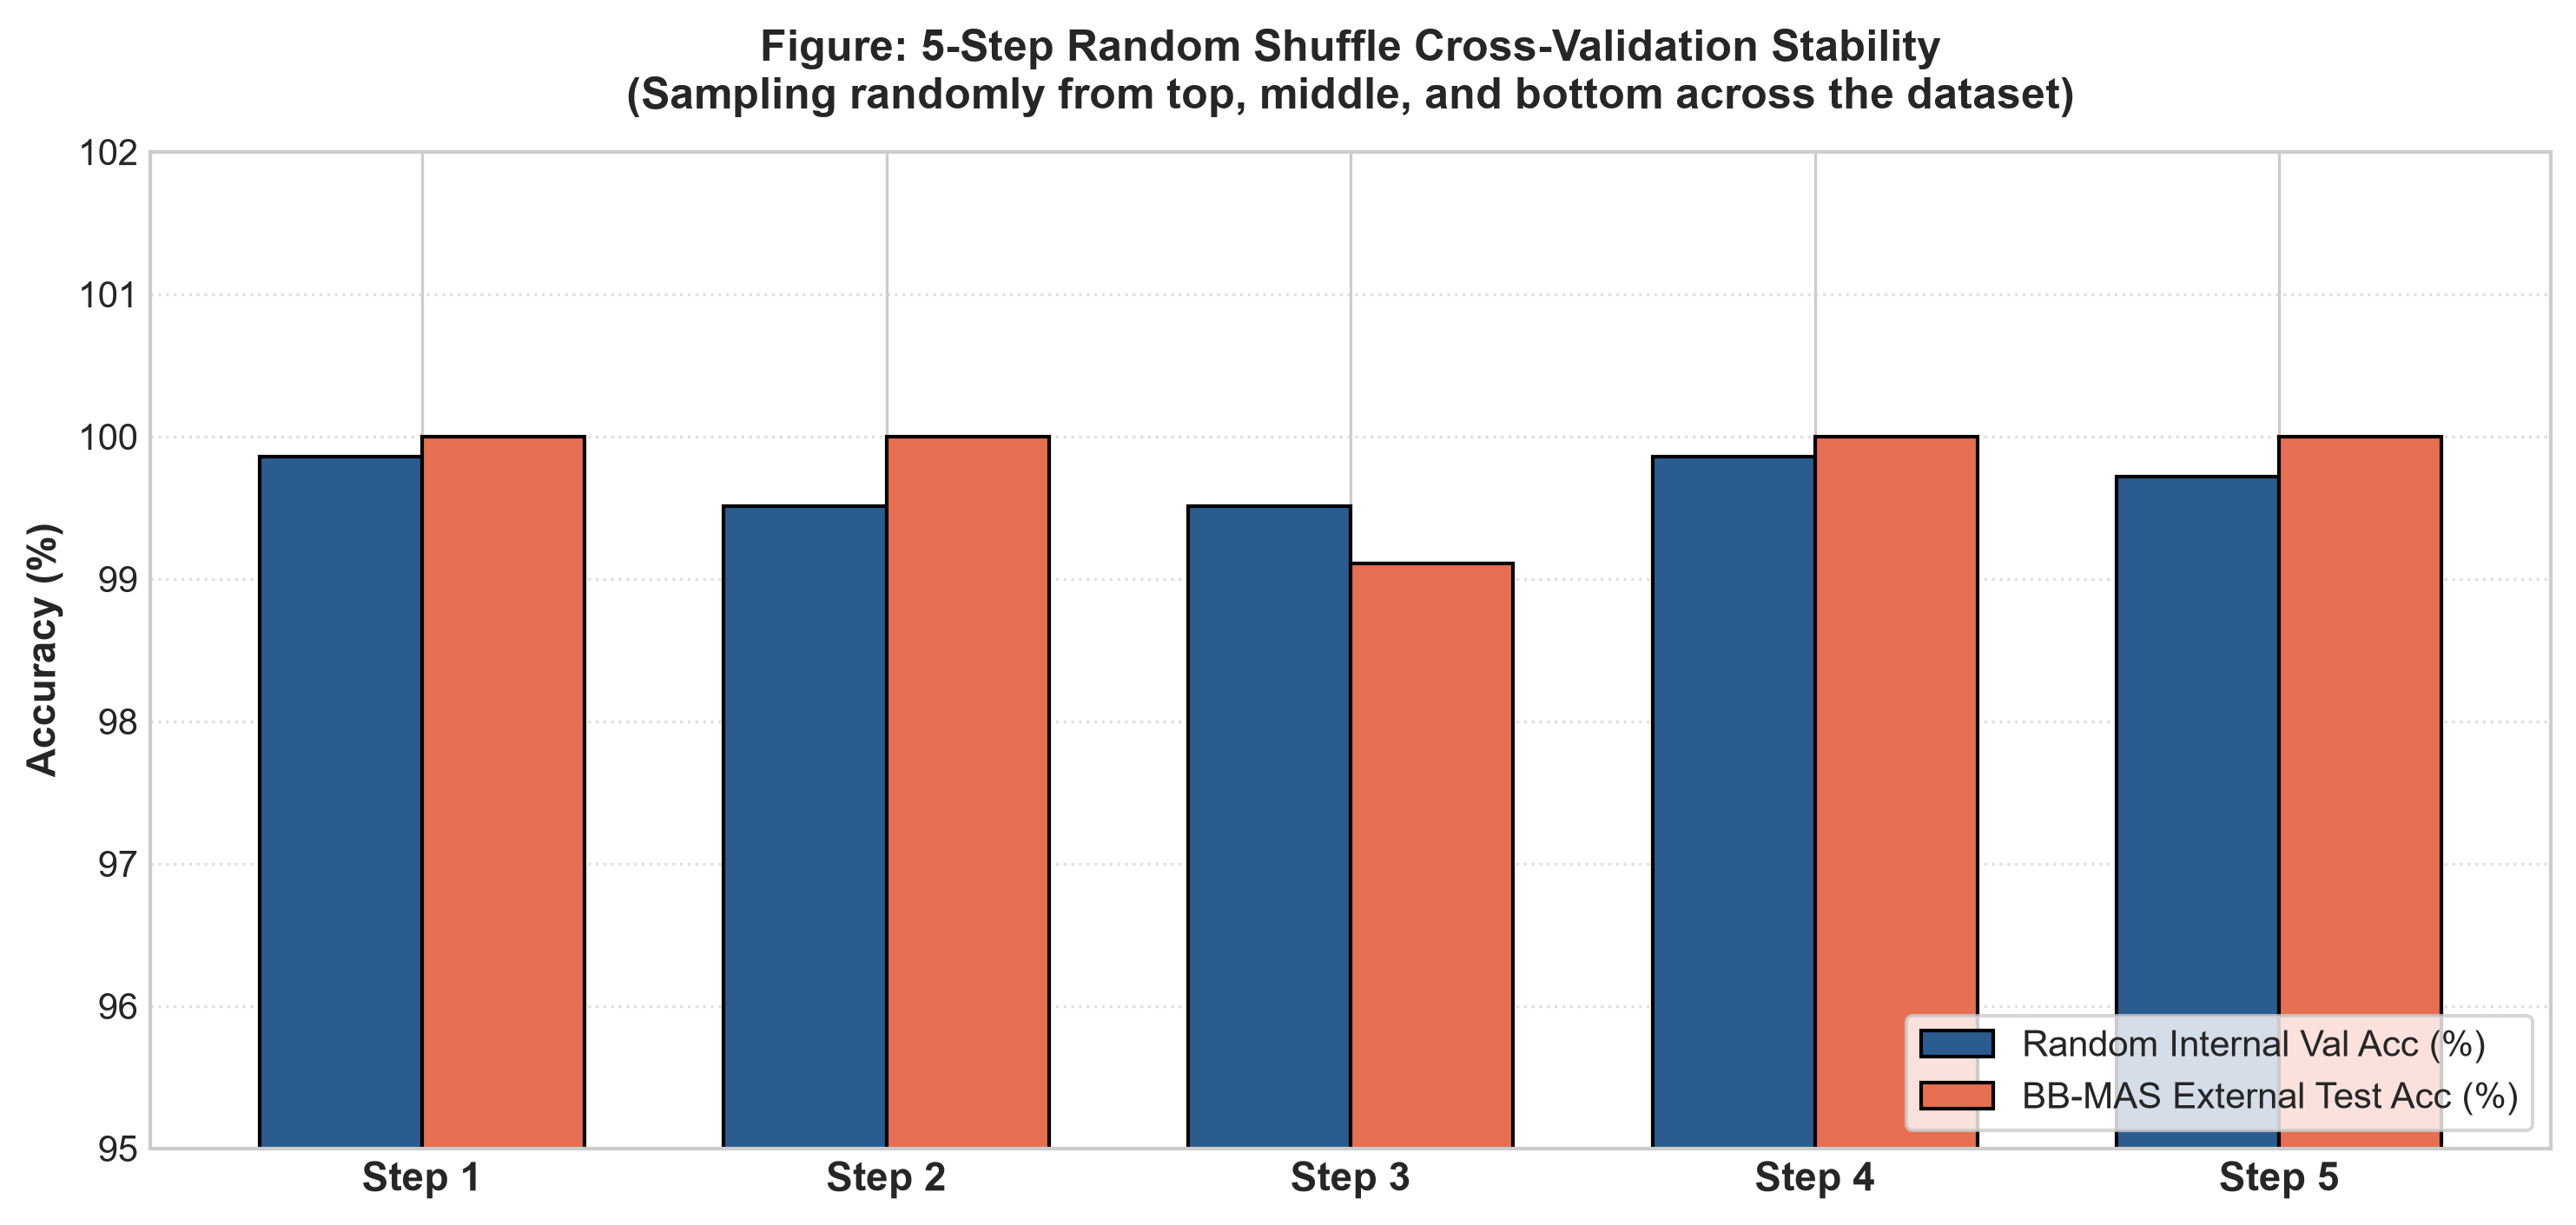 Figure: 5-Step Random Shuffle Cross-Validation Stability
(Sampling randomly from top, middle, and bottom across the dataset)
Accuracy (%)
102
101
100
99
98
97
96
95
Step 1
Step 2
Step 3
Step 4
Step 5
Random Internal Val Acc (%)
BB-MAS External Test Acc (%)